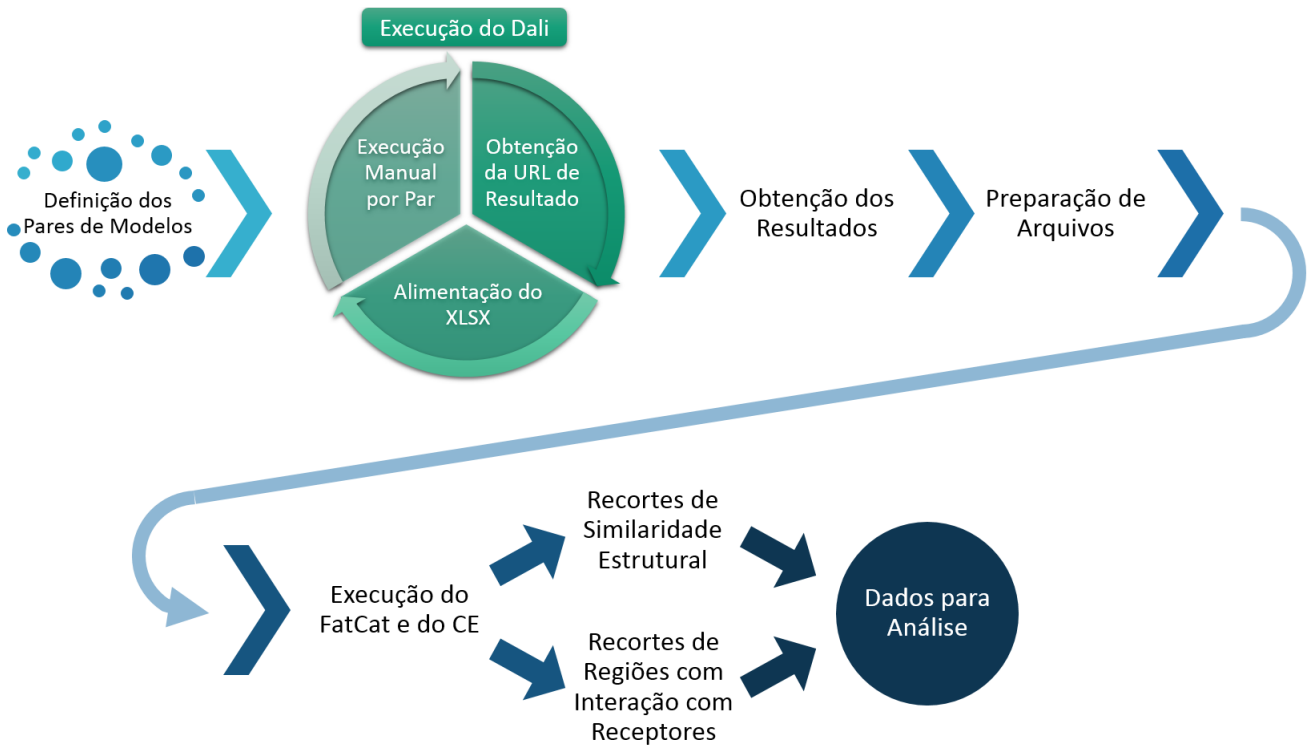 Execução do Dali
Definição dos
Pares de Modelos
Execução
Manual
por Par
Obtenção
da URL de
Resultado
Alimentação do
XLSX
Obtenção dos
Resultados
Preparação de
Arquivos
Execução do
FatCat e do CE
Recortes de
Similaridade
Estrutural
Recortes de
Regiões com
Interação com
Receptores
Dados para
Análise